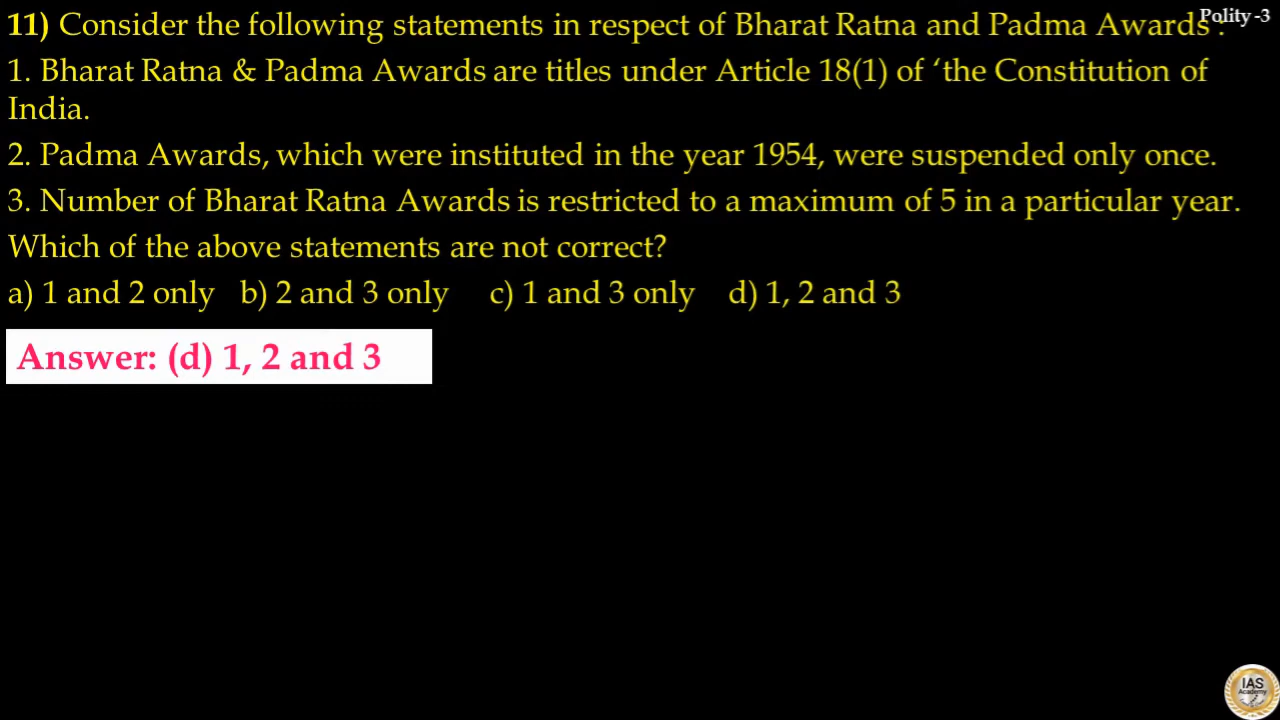 Polity -3
11) Consider the following statements in respect of Bharat Ratna and Padma Awards :
1. Bharat Ratna & Padma Awards are titles under Article 18(1) of ‘the Constitution of
India.
2. Padma Awards, which were instituted in the year 1954, were suspended only once.
3. Number of Bharat Ratna Awards is restricted to a maximum of 5 in a particular year.
Which of the above statements are not correct?
a) 1 and 2 only b) 2 and 3 only c) 1 and 3 only d) 1, 2 and 3
Answer: (d) 1, 2 and 3
IAS
Academy